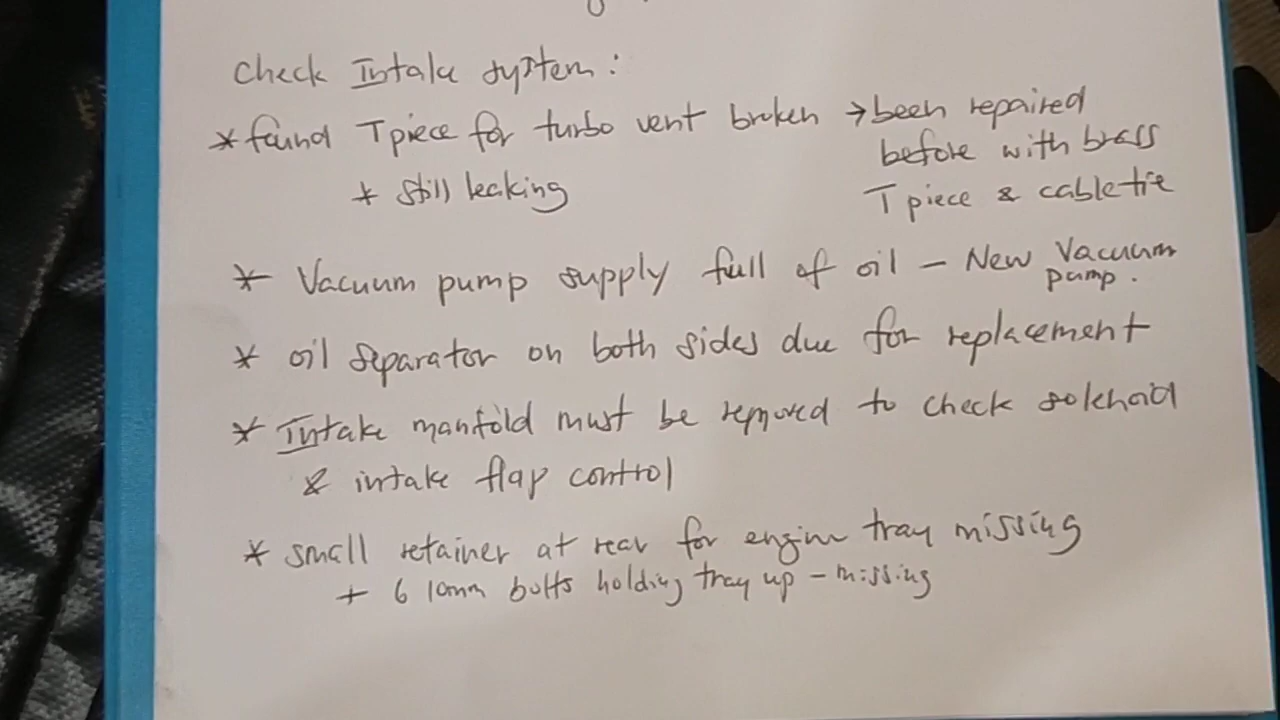 Check Intake system:
* found T piece for turbo vent broken → been repaired
before with brass
* still leaking
T piece & cable tie
* Vacuum pump supply full of oil – New Vacuum
pump.
* oil separator on both sides due for replacement
* Intake manifold must be removed to check solenoid
& intake flap control
* small retainer at rear for engine tray missing
+ 6 10mm bolts holding tray up – missing